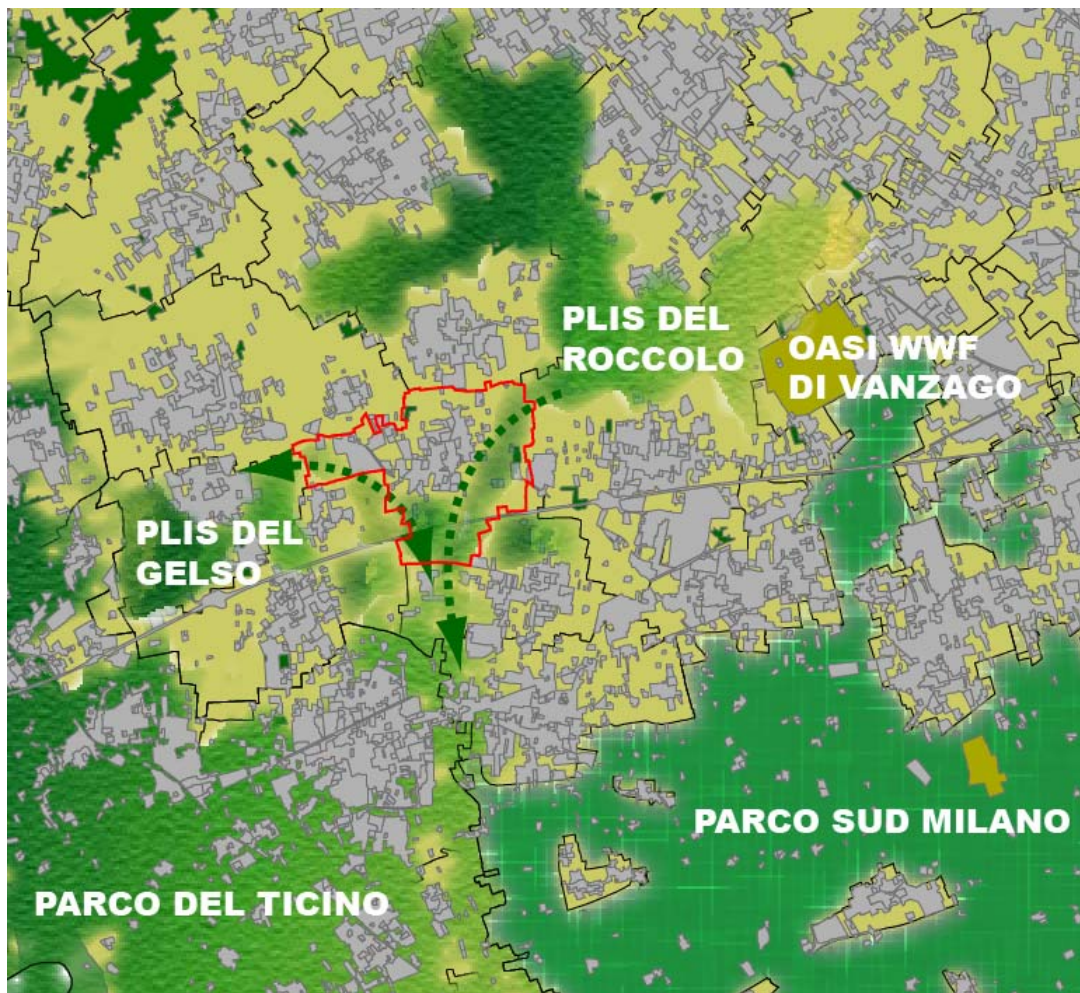 PLIS DEL
ROCCOLO
OASI WWF
DI VANZAGO
PLIS DEL
GELSO
PARCO SUD MILANO
PARCO DEL TICINO